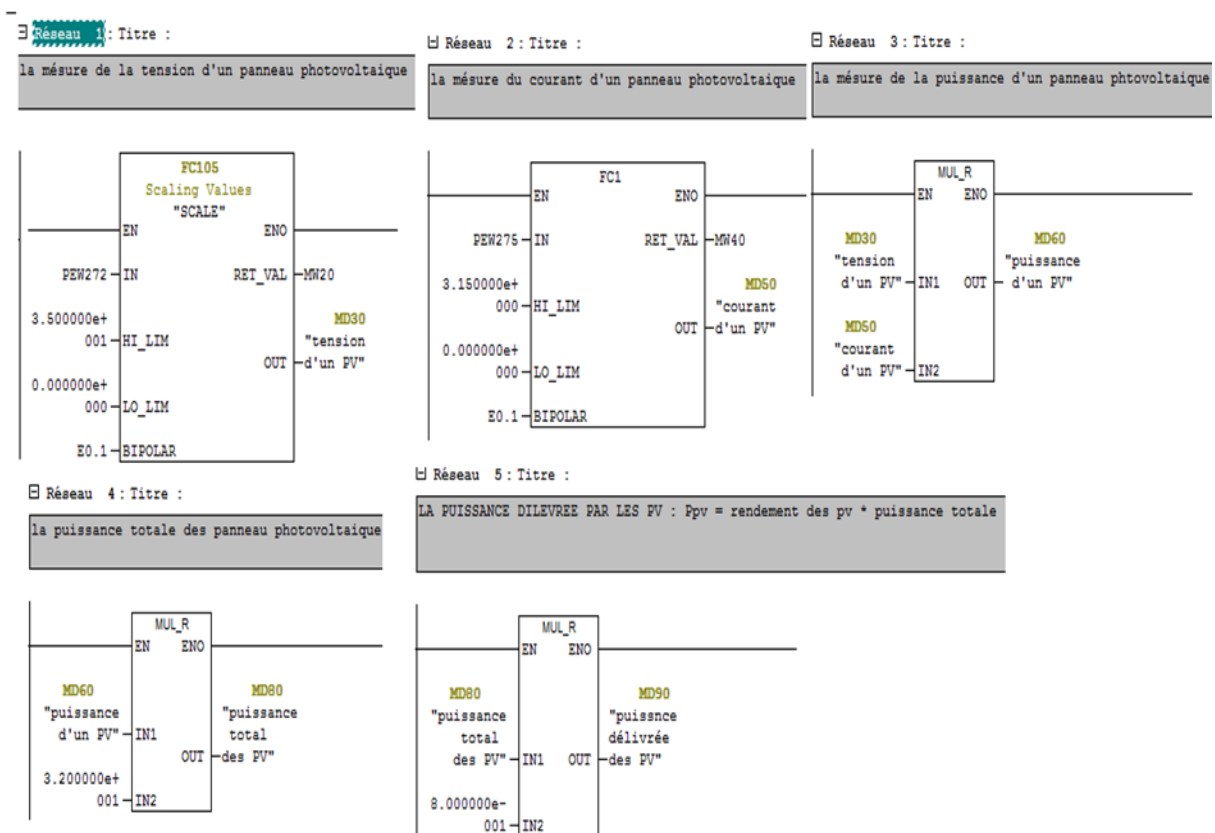 Réseau 1 : Titre :
la mésure de la tension d'un panneau photovoltaique
FC105
Scaling Values
"SCALE"
EN ENO
PEW272 IN RET_VAL MW20
3.500000e+
001 HI_LIM
MD30
"tension
OUT d'un PV"
0.000000e+
000 LO_LIM
E0.1 BIPOLAR
Réseau 2 : Titre :
la mésure du courant d'un panneau photovoltaique
FC1
EN ENO
PEW275 IN RET_VAL MW40
3.150000e+
000 HI_LIM
MD50
"courant
OUT d'un PV"
0.000000e+
000 LO_LIM
E0.1 BIPOLAR
Réseau 3 : Titre :
la mésure de la puissance d'un panneau phtovoltaique
MUL_R
EN ENO
MD30
"tension
d'un PV" IN1
MD60
"puissance
OUT d'un PV"
MD50
"courant
d'un PV" IN2
Réseau 4 : Titre :
la puissance totale des panneau photovoltaique
MUL_R
EN ENO
MD60
"puissance
d'un PV" IN1
MD80
"puissance
total
OUT des PV"
3.200000e+
001 IN2
Réseau 5 : Titre :
LA PUISSANCE DILEVREE PAR LES PV : Ppv = rendement des pv * puissance totale
MUL_R
EN ENO
MD80
"puissance
total
des PV" IN1
MD90
"puissnce
délivrée
OUT des PV"
8.000000e-
001 IN2